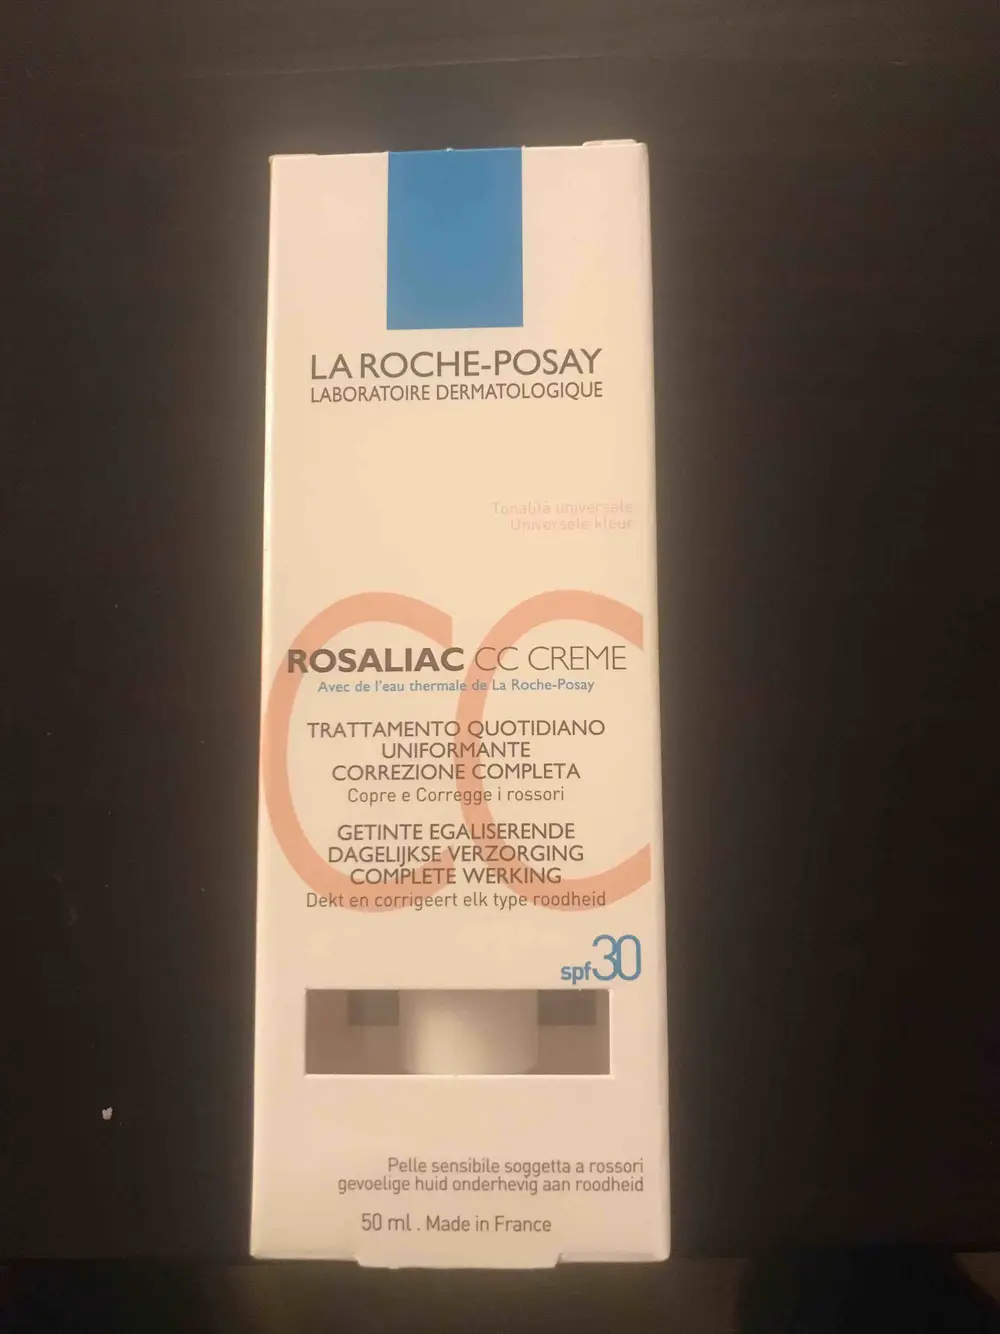 LA ROCHE-POSAY
LABORATOIRE DERMATOLOGIQUE
Tonalità universale
Universele kleur
CC
ROSALIAC CC CREME
Avec de l'eau thermale de La Roche-Posay
TRATTAMENTO QUOTIDIANO
UNIFORMANTE
CORREZIONE COMPLETA
Copre e Corregge i rossori
GETINTE EGALISERENDE
DAGELIJKSE VERZORGING
COMPLETE WERKING
Dekt en corrigeert elk type roodheid
spf30
Pelle sensibile soggetta a rossori
gevoelige huid onderhevig aan roodheid
50 ml . Made in France